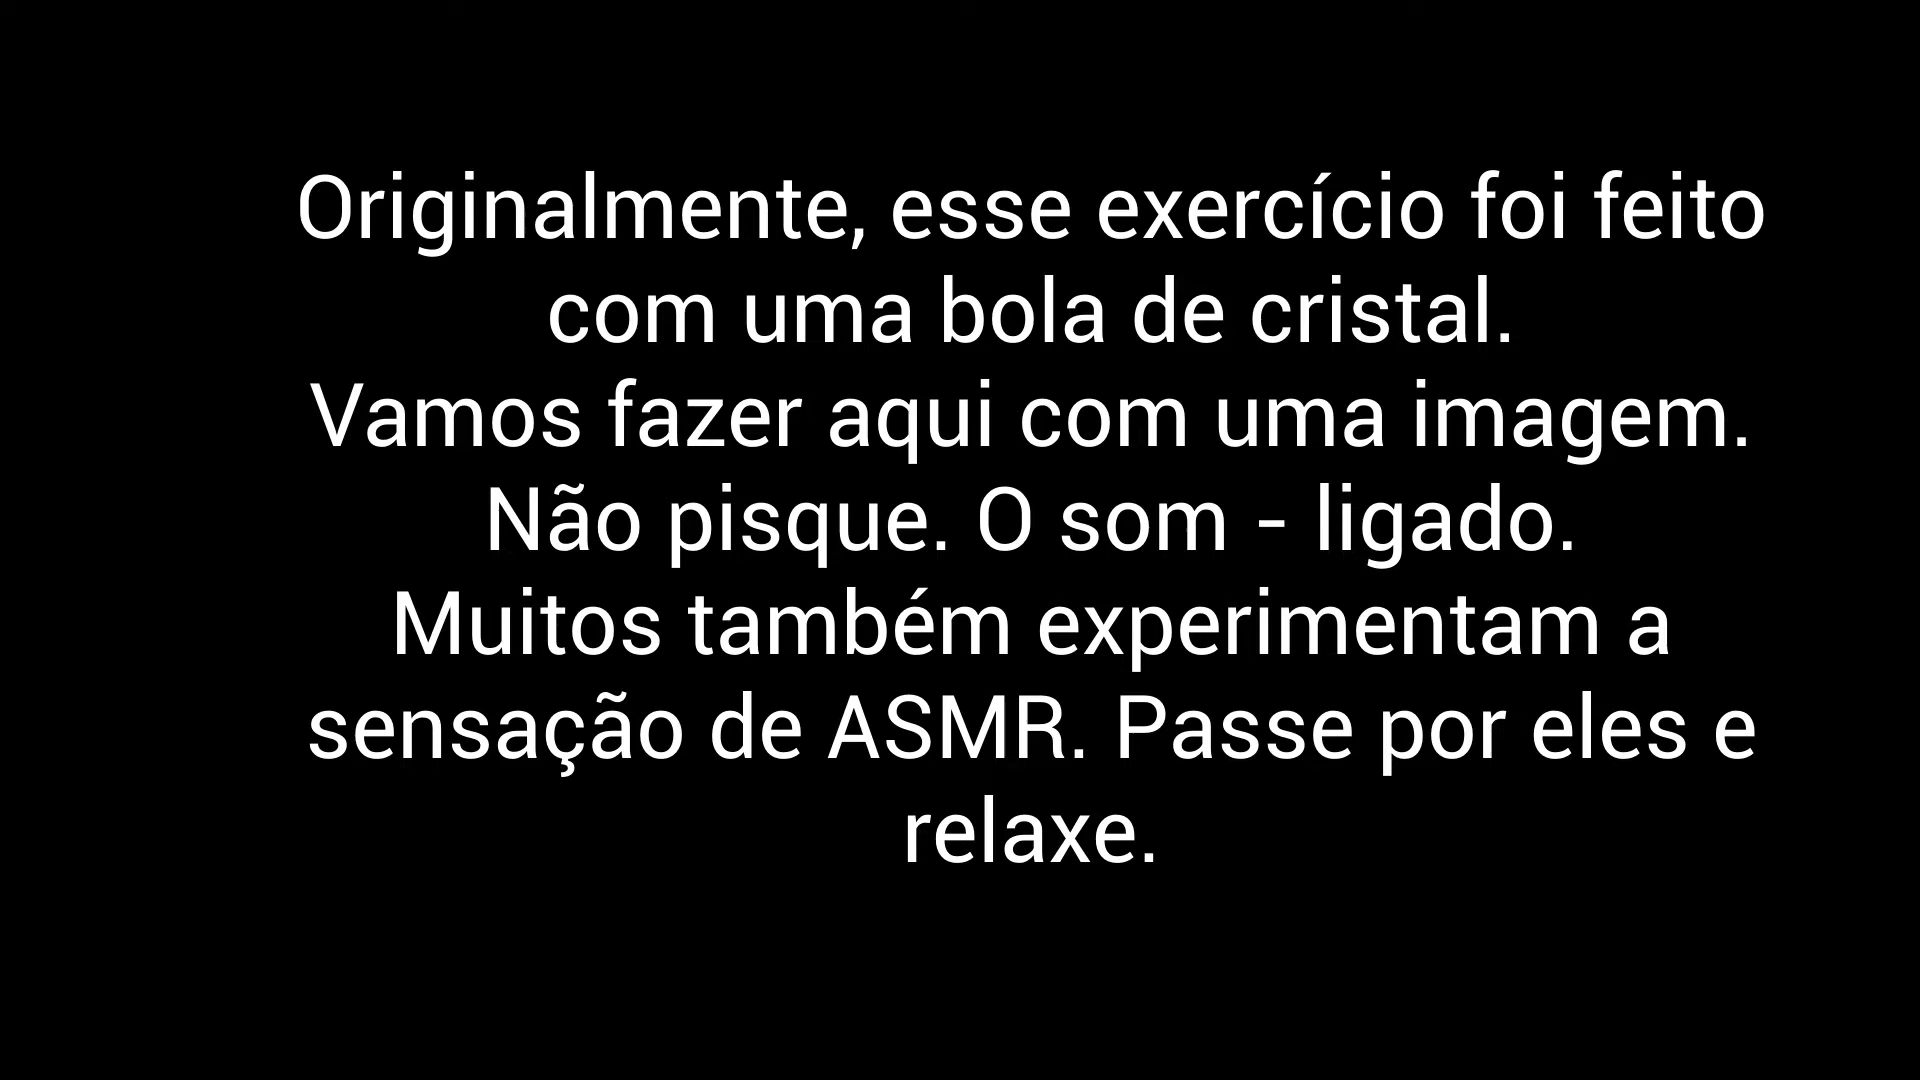 Originalmente, esse exercício foi feito
com uma bola de cristal.
Vamos fazer aqui com uma imagem.
Não pisque. O som - ligado.
Muitos também experimentam a
sensação de ASMR. Passe por eles e
relaxe.